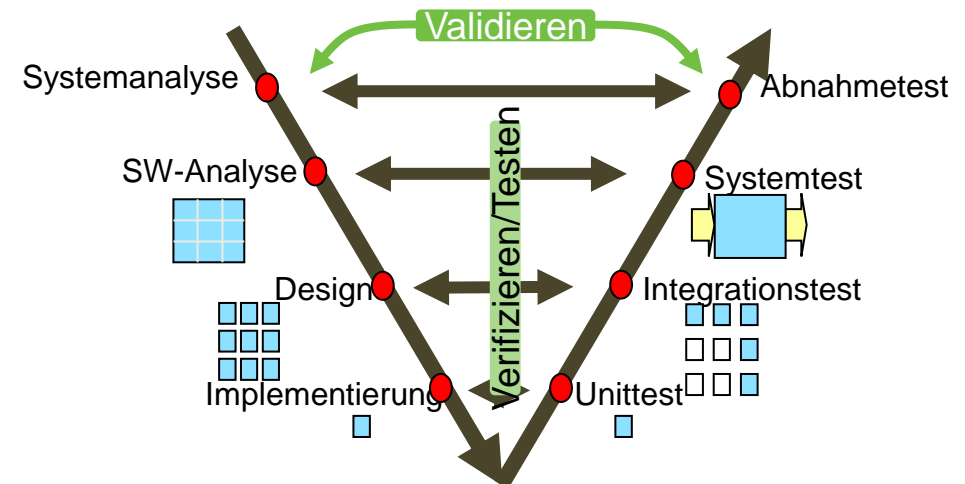 Validieren
Systemanalyse
Abnahmetest
SW-Analyse
Systemtest
Verifizieren/Testen
Design
Integrationstest
Implementierung
Unittest